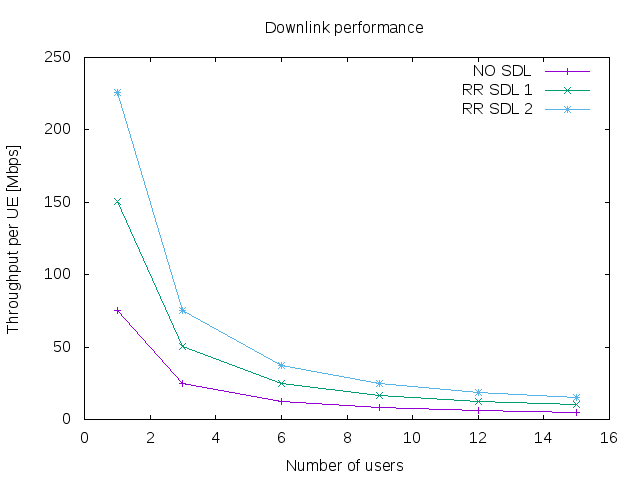 Downlink performance
250
200
150
100
50
0
Throughput per UE [Mbps]
NO SDL
RR SDL 1
RR SDL 2
0 2 4 6 8 10 12 14 16
Number of users